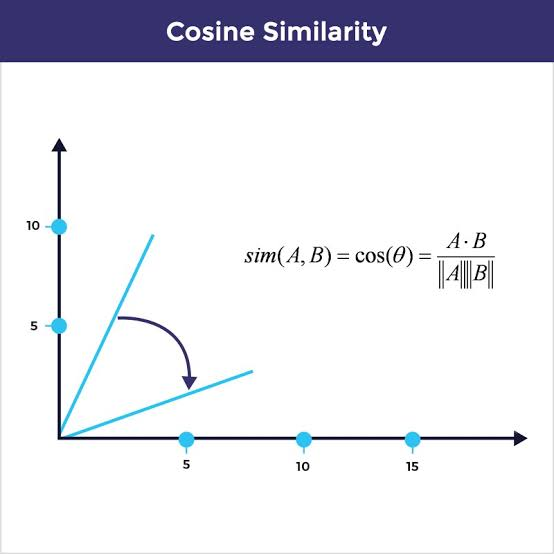 Cosine Similarity
10
sim(A, B) = cos(θ) = A · B / ||A||||B||
5
5
10
15